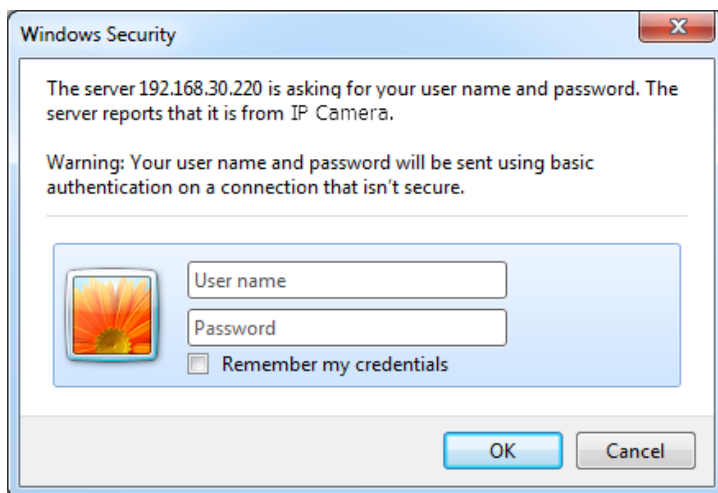 Windows Security
The server 192.168.30.220 is asking for your user name and password. The
server reports that it is from IP Camera.
Warning: Your user name and password will be sent using basic
authentication on a connection that isn't secure.
User name
Password
Remember my credentials
OK
Cancel